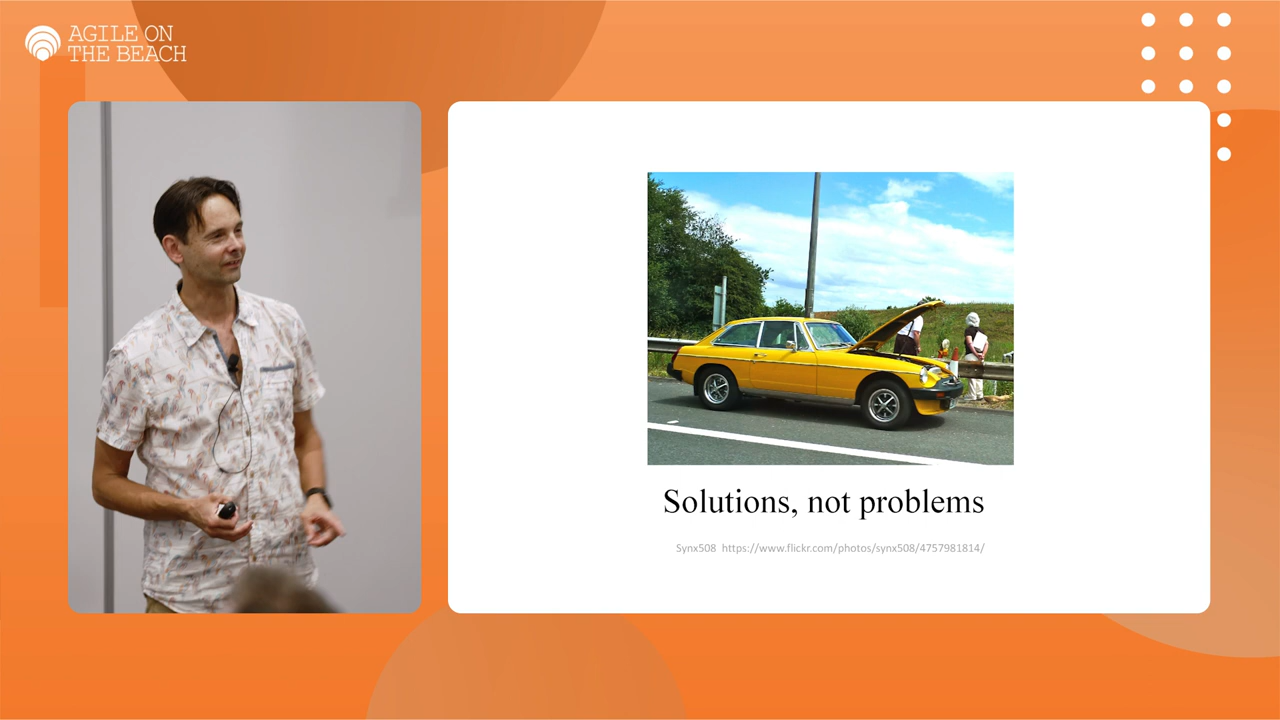 AGILE ON
THE BEACH
Solutions, not problems
Synx508 https://www.flickr.com/photos/synx508/4757981814/